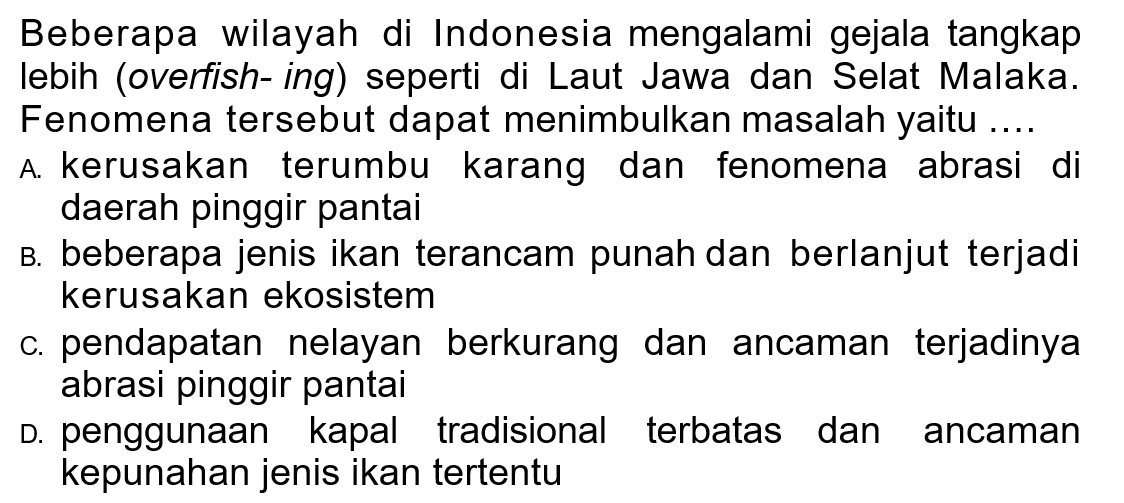 Beberapa wilayah di Indonesia mengalami gejala tangkap
lebih (overfish- ing) seperti di Laut Jawa dan Selat Malaka.
Fenomena tersebut dapat menimbulkan masalah yaitu ....
A. kerusakan terumbu karang dan fenomena abrasi di
daerah pinggir pantai
B. beberapa jenis ikan terancam punah dan berlanjut terjadi
kerusakan ekosistem
C. pendapatan nelayan berkurang dan ancaman terjadinya
abrasi pinggir pantai
D. penggunaan kapal tradisional terbatas dan ancaman
kepunahan jenis ikan tertentu